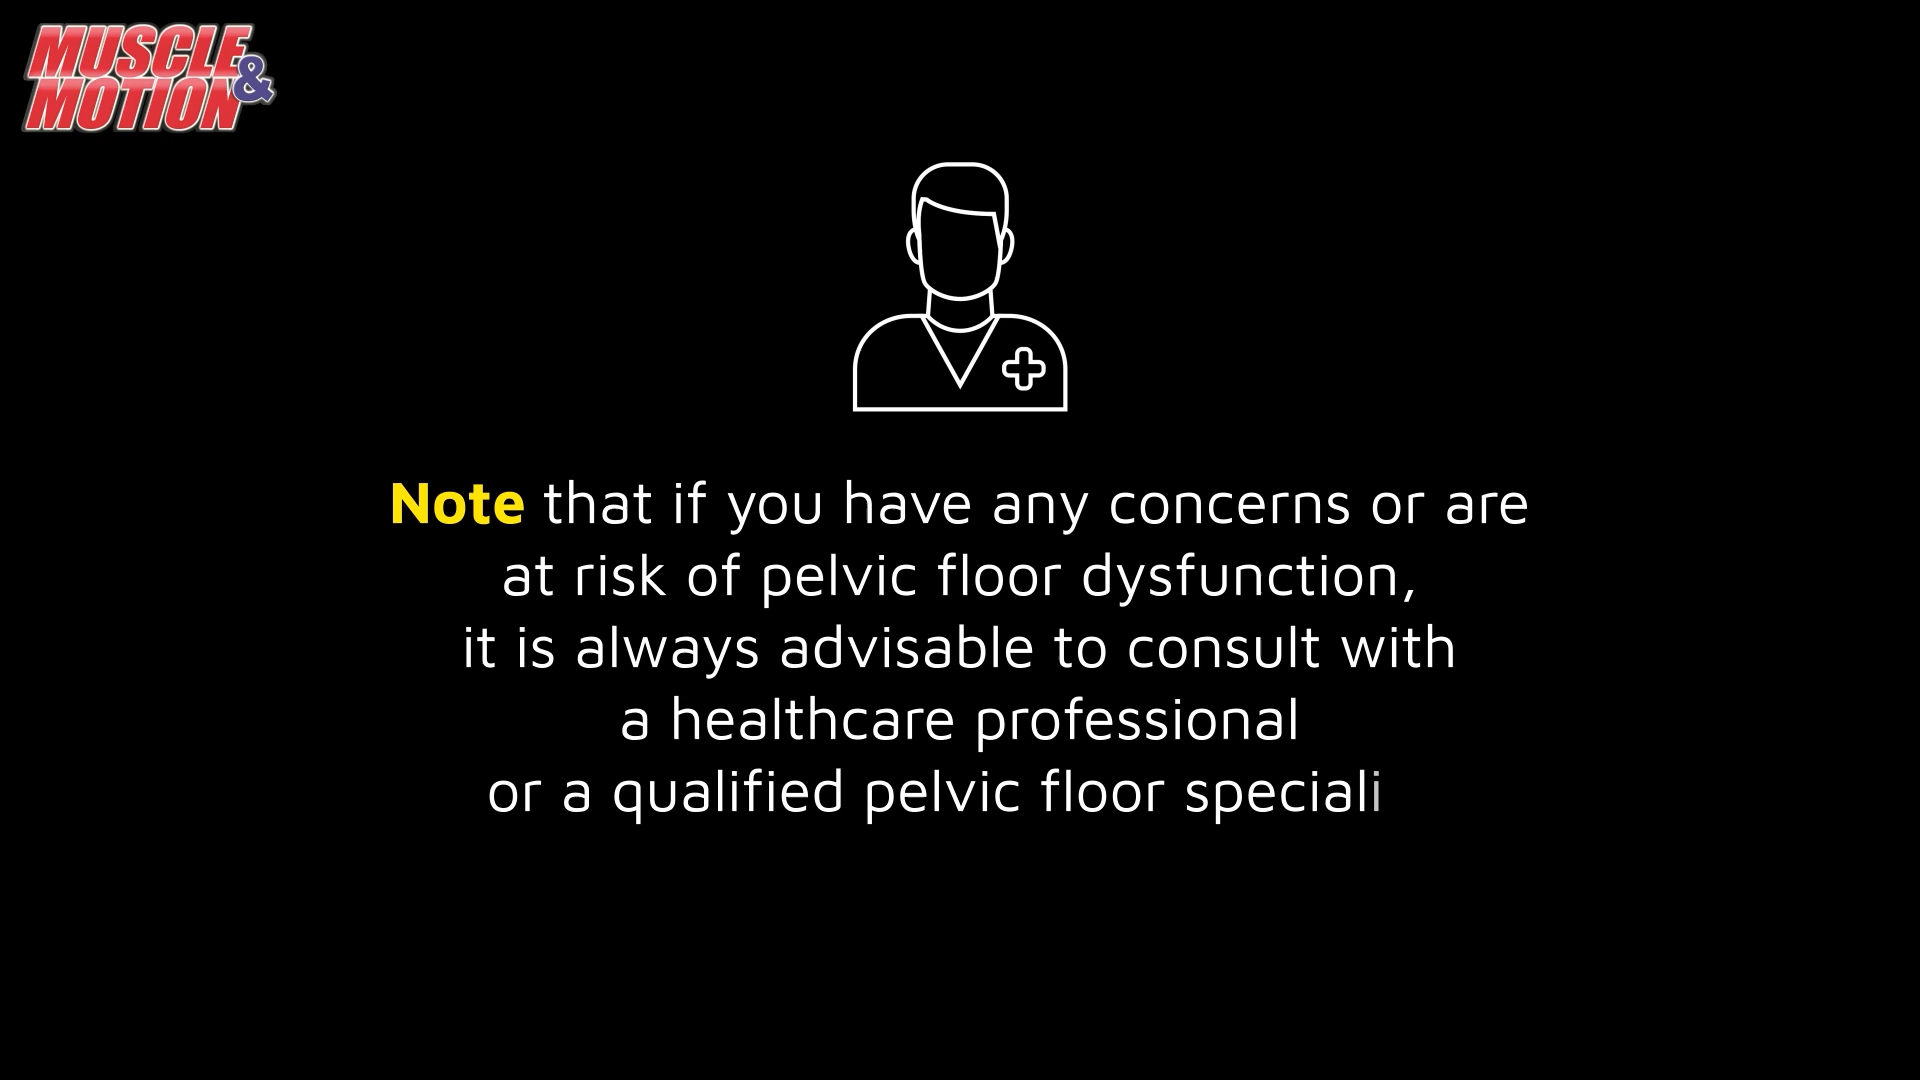 MUSCLE &
MOTION
Note that if you have any concerns or are
at risk of pelvic floor dysfunction,
it is always advisable to consult with
a healthcare professional
or a qualified pelvic floor speciali